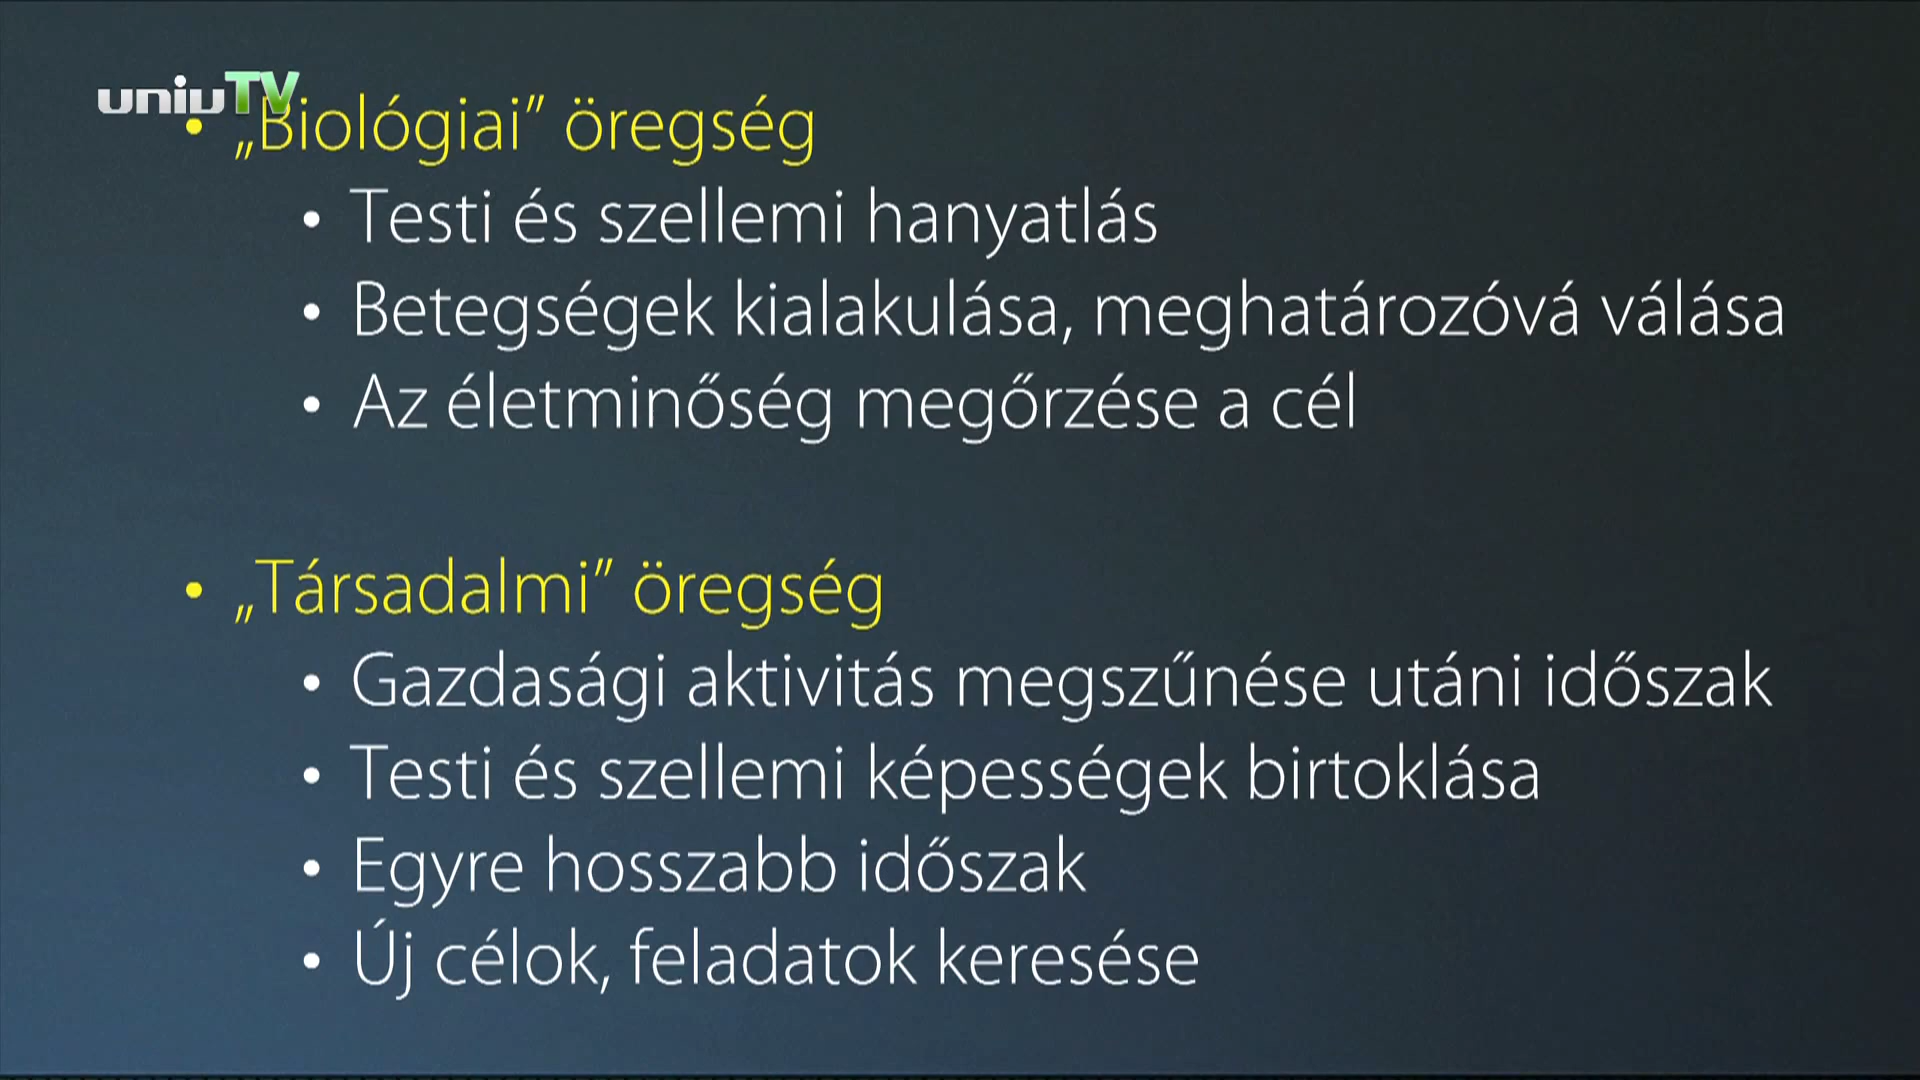 univTV
• „Biológiai” öregség
• Testi és szellemi hanyatlás
• Betegségek kialakulása, meghatározóvá válása
• Az életminőség megőrzése a cél
• „Társadalmi” öregség
• Gazdasági aktivitás megszűnése utáni időszak
• Testi és szellemi képességek birtoklása
• Egyre hosszabb időszak
• Új célok, feladatok keresése